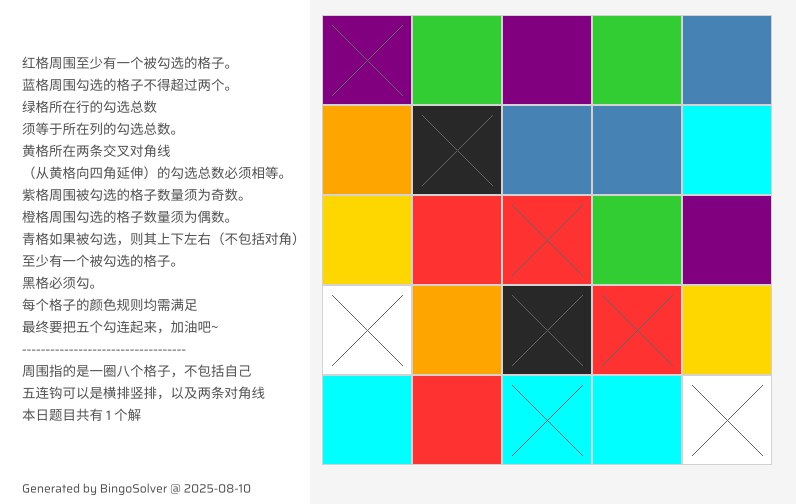 红格周围至少有一个被勾选的格子。
蓝格周围勾选的格子不得超过两个。
绿格所在行的勾选总数
须等于所在列的勾选总数。
黄格所在两条交叉对角线
（从黄格向四角延伸）的勾选总数必须相等。
紫格周围被勾选的格子数量须为奇数。
橙格周围勾选的格子数量须为偶数。
青格如果被勾选，则其上下左右（不包括对角）
至少有一个被勾选的格子。
黑格必须勾。
每个格子的颜色规则均需满足
最终要把五个勾连起来，加油吧~
-----------------------------------
周围指的是一圈八个格子，不包括自己
五连钩可以是横排竖排，以及两条对角线
本日题目共有 1 个解
Generated by BingoSolver @ 2025-08-10